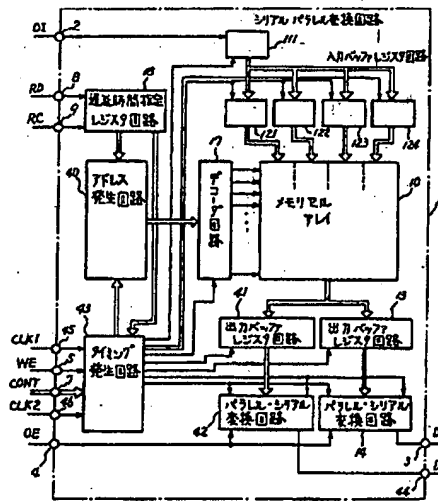 シリアルパラレル変換回路
DI
2
111
入力バッファレジスタ回路
RD
8
18
RC
9
遅延時間指定
レジスタ回路
121
122
123
124
17
10
40
アドレス
発生回路
デコーダ回路
メモリセル
アレイ
43
41
13
CLK1
45
タイミング
発生回路
出力バッファ
レジスタ回路
出力バッファ
レジスタ回路
WE
5
CONT
7
CLK2
46
パラレル・シリアル
変換回路
パラレル・シリアル
変換回路
OE
4
42
14
3
44